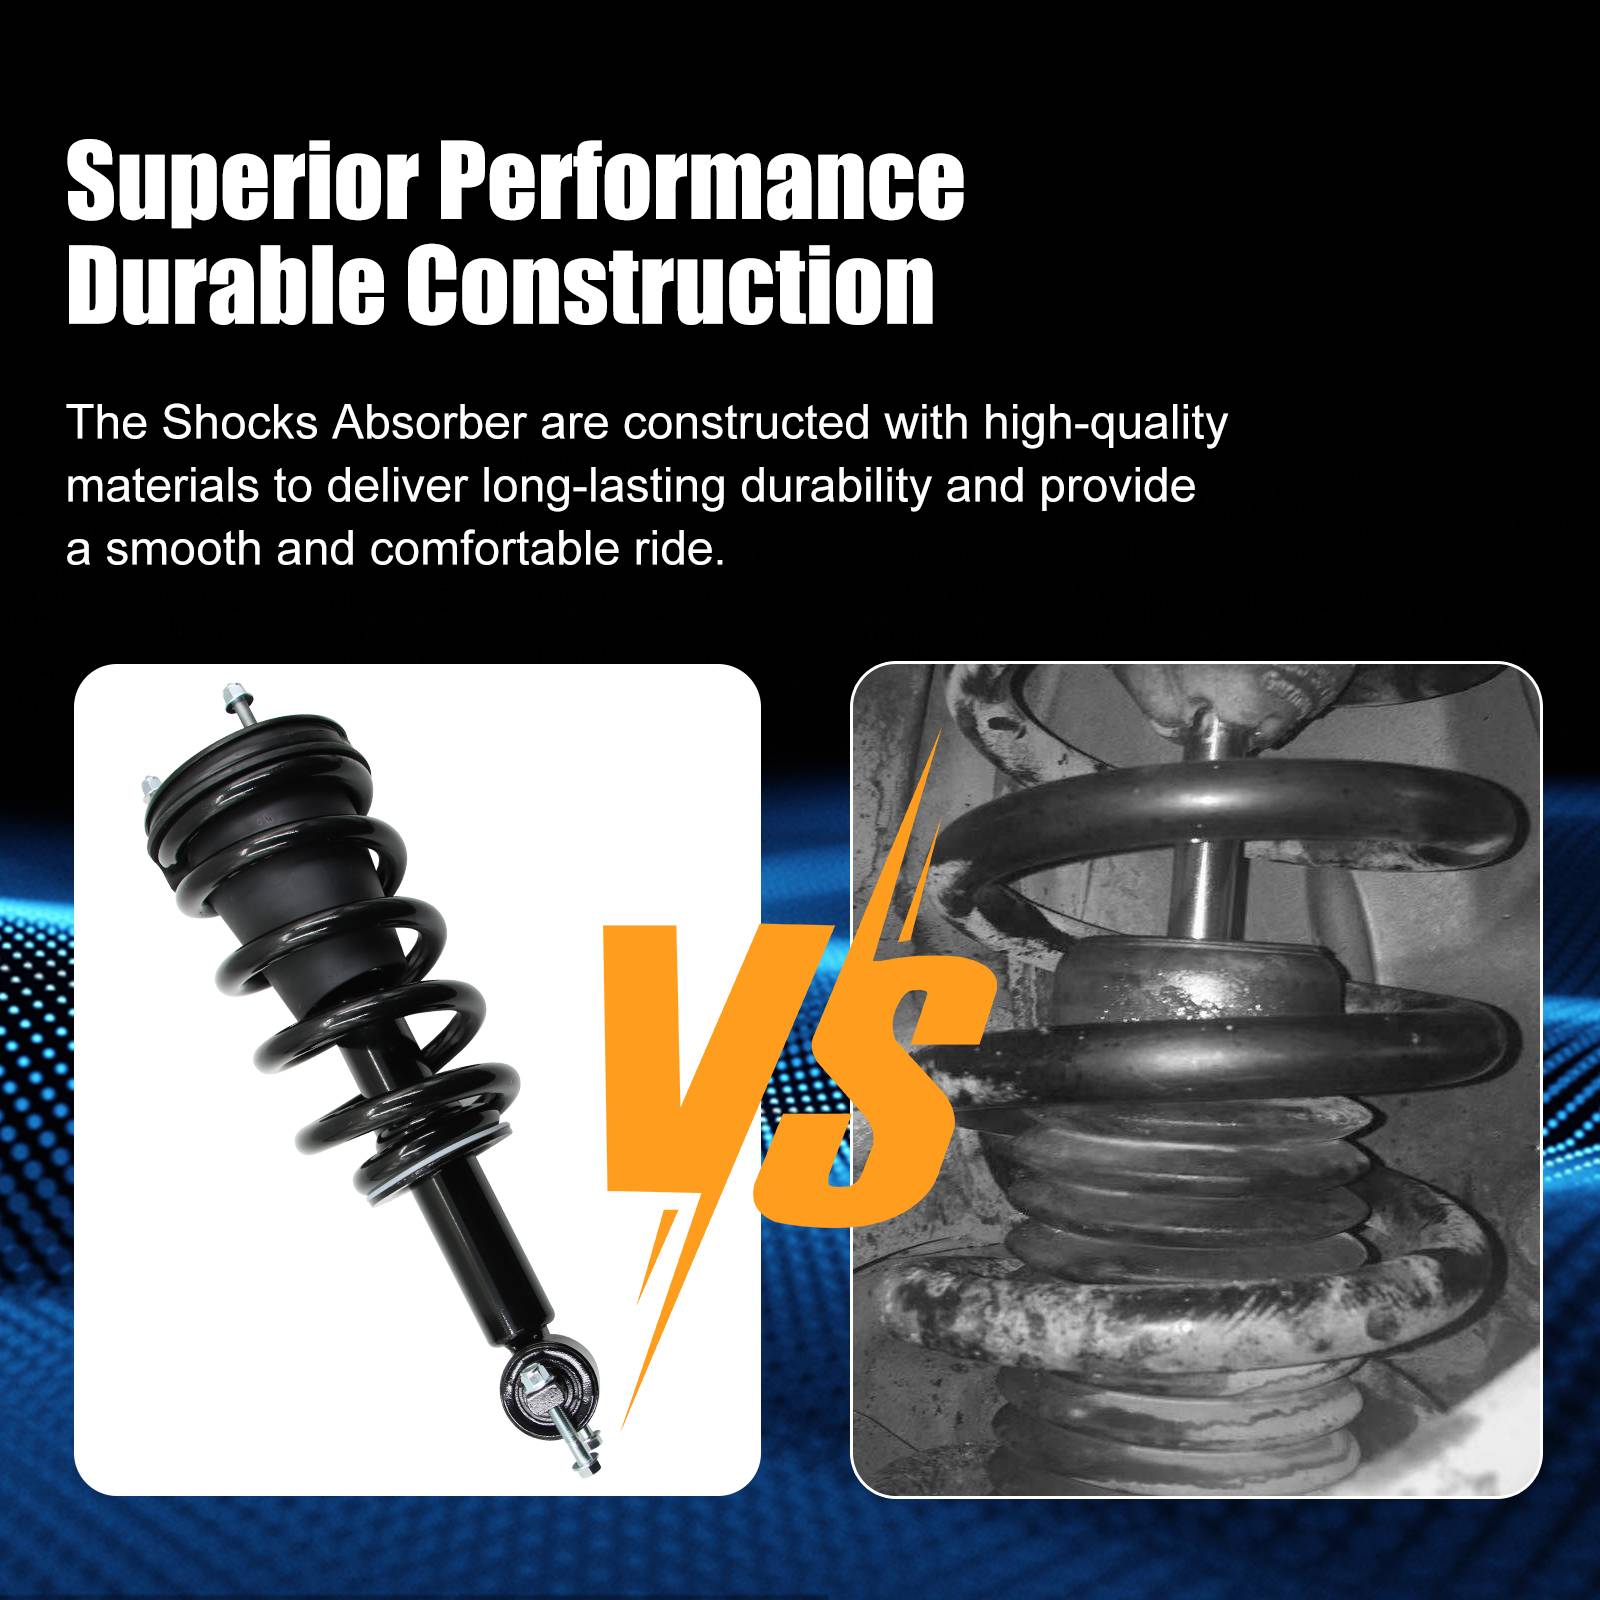 Superior Performance
Durable Construction
The Shocks Absorber are constructed with high-quality
materials to deliver long-lasting durability and provide
a smooth and comfortable ride.
VS